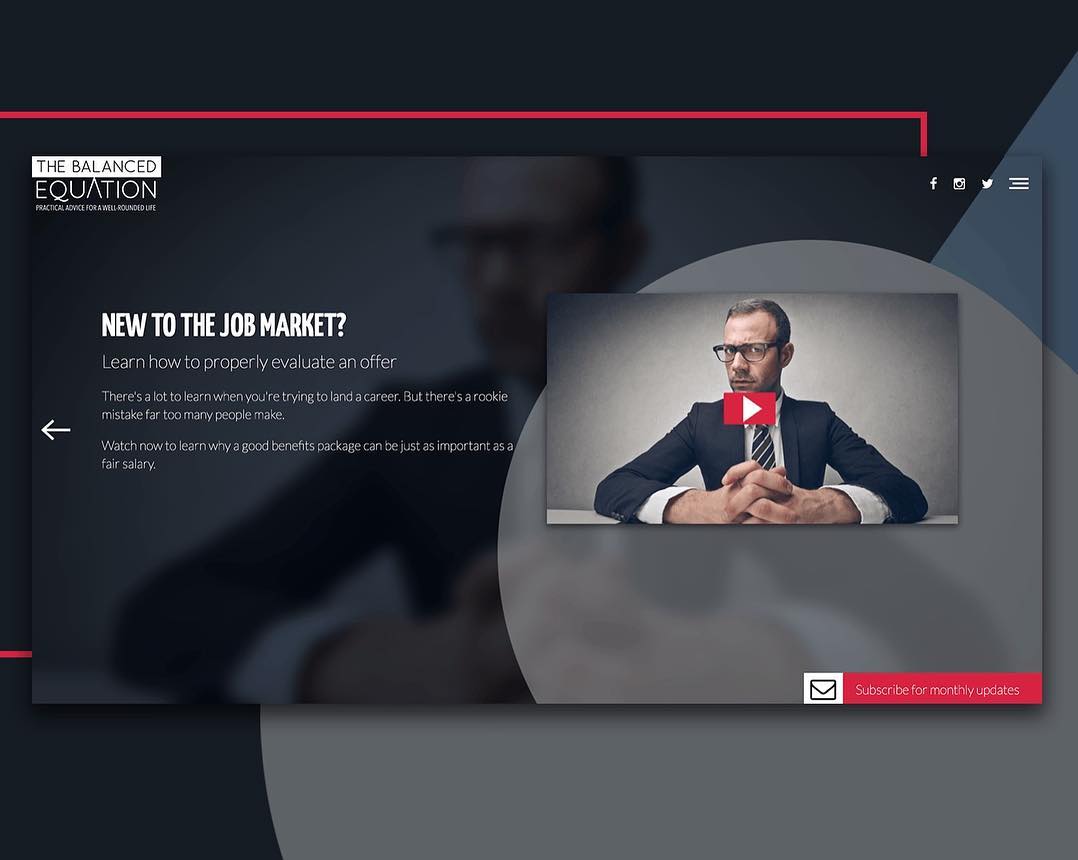 THE BALANCED
EQUATION
PRACTICAL ADVICE FOR A WELL-ROUNDED LIFE
NEW TO THE JOB MARKET?
Learn how to properly evaluate an offer
There's a lot to learn when you're trying to land a career. But there's a rookie
mistake far too many people make.
Watch now to learn why a good benefits package can be just as important as a
fair salary.
Subscribe for monthly updates